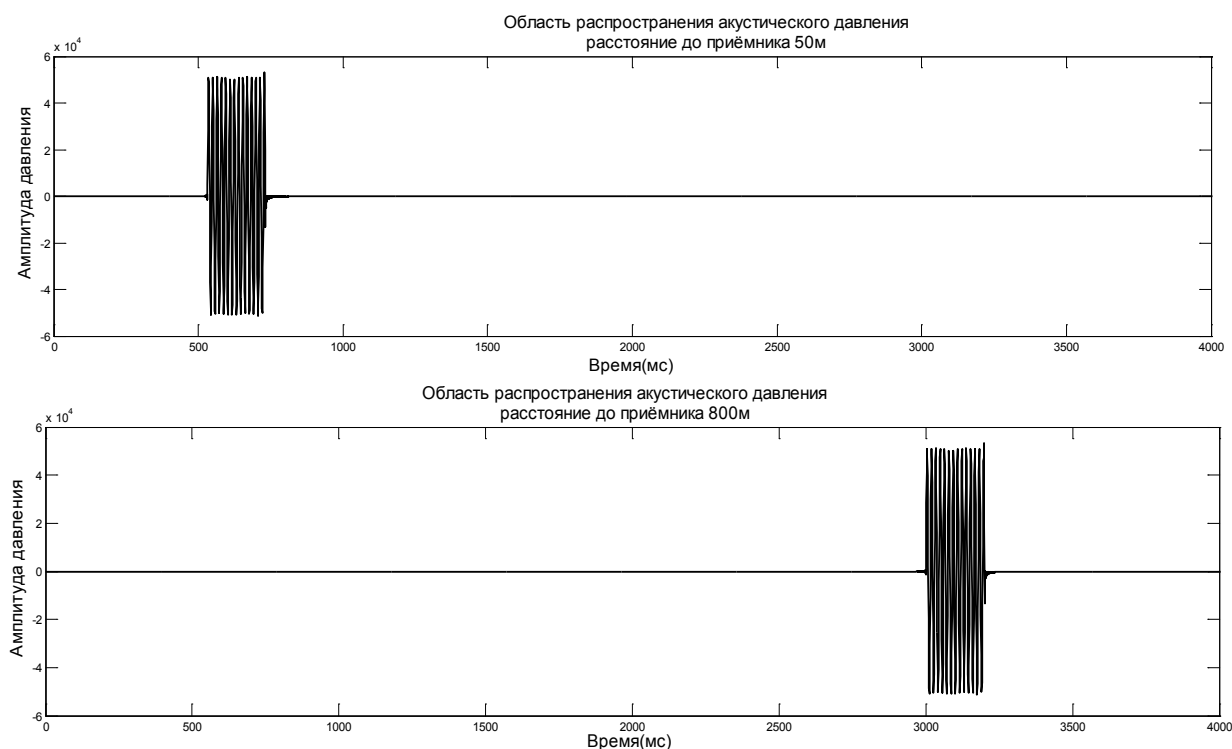 Область распространения акустического давления
расстояние до приёмника 50м
x 10^4
6
4
2
0
-2
-4
-6
Амплитуда давления
0 500 1000 1500 2000 2500 3000 3500 4000
Время(мс)
Область распространения акустического давления
расстояние до приёмника 800м
x 10^4
6
4
2
0
-2
-4
-6
Амплитуда давления
0 500 1000 1500 2000 2500 3000 3500 4000
Время(мс)